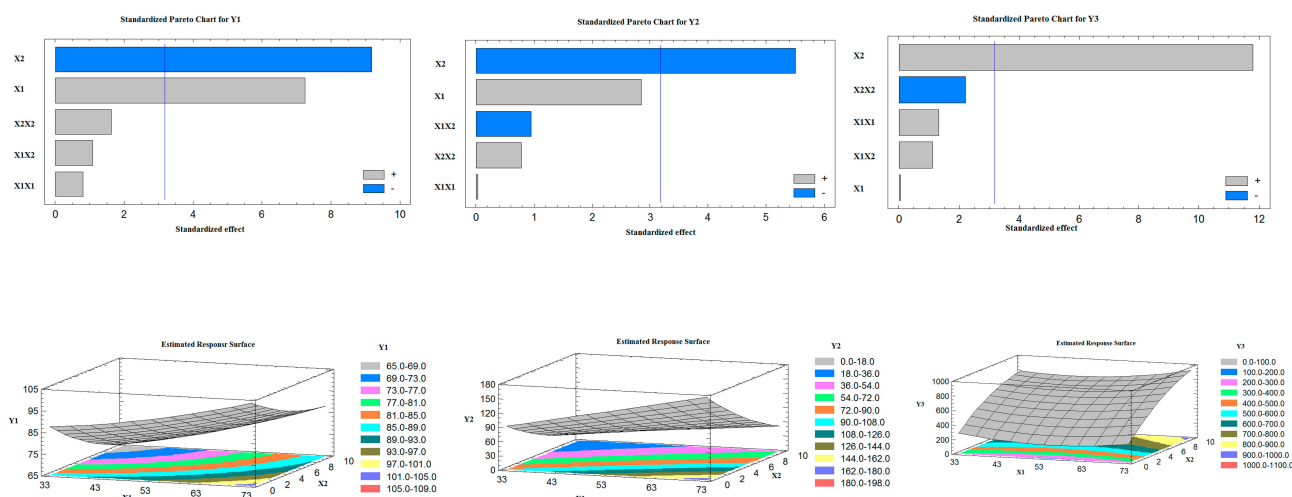 Standardized Pareto Chart for Y1
X2
X1
X2X2
X1X2
X1X1
+
-
0 2 4 6 8 10
Standardized effect
Standardized Pareto Chart for Y2
X2
X1
X1X2
X2X2
X1X1
+
-
0 1 2 3 4 5 6
Standardized effect
Standardized Pareto Chart for Y3
X2
X2X2
X1X1
X1X2
X1
+
-
0 2 4 6 8 10 12
Standardized effect
Estimated Responsr Surface
Y1
105
95
85
75
65
33 43 53 63 73
0 2 4 6 8 10
X2
Y1
65.0-69.0
69.0-73.0
73.0-77.0
77.0-81.0
81.0-85.0
85.0-89.0
89.0-93.0
93.0-97.0
97.0-101.0
101.0-105.0
105.0-109.0
Estimated Response Surface
Y2
180
150
120
90
60
30
0
33 43 53 63 73
0 2 4 6 8 10
X2
Y2
0.0-18.0
18.0-36.0
36.0-54.0
54.0-72.0
72.0-90.0
90.0-108.0
108.0-126.0
126.0-144.0
144.0-162.0
162.0-180.0
180.0-198.0
Estimated Response Surface
Y3
1000
800
600
400
200
0
33 43 53 63 73
X1
0 2 4 6 8 10
X2
Y3
0.0-100.0
100.0-200.0
200.0-300.0
300.0-400.0
400.0-500.0
500.0-600.0
600.0-700.0
700.0-800.0
800.0-900.0
900.0-1000.0
1000.0-1100.0